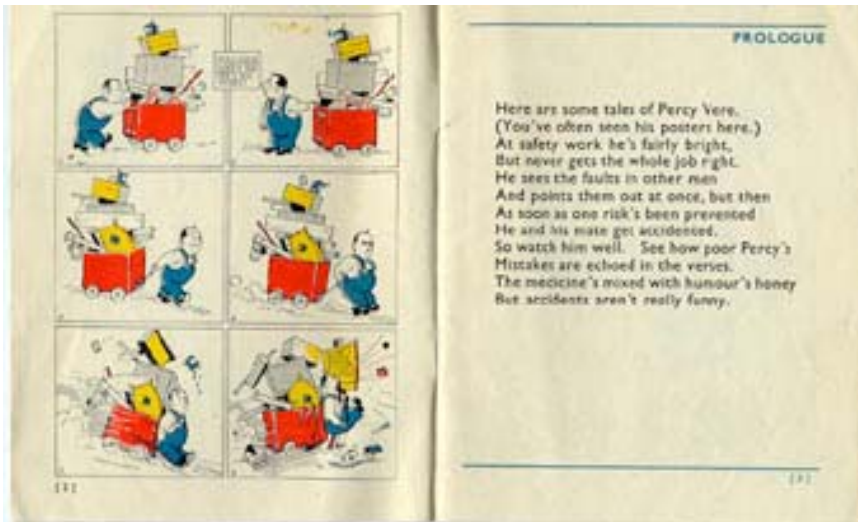 PROLOGUE
Here are some tales of Percy Vere.
(You've often seen his posters here.)
At safety work he's fairly bright,
But never gets the whole job right.
He sees the faults in other men
And points them out at once, but then
As soon as one risk's been prevented
He and his mate get accidented.
So watch him well. See how poor Percy's
Mistakes are echoed in the verses.
The medicine's mixed with humour's honey
But accidents aren't really funny.